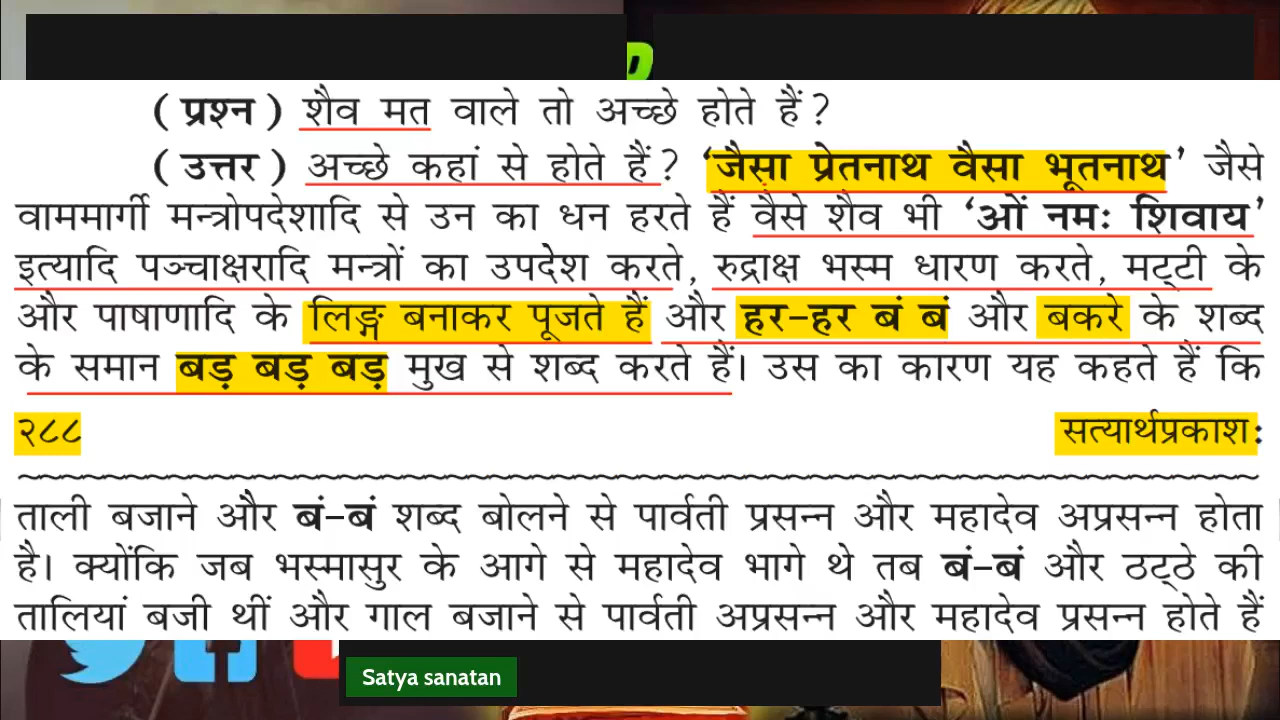 ( प्रश्न ) शैव मत वाले तो अच्छे होते हैं ?
( उत्तर ) अच्छे कहां से होते हैं ? 'जैसा प्रेतनाथ वैसा भूतनाथ' जैसे
वाममार्गी मन्त्रोपदेशादि से उन का धन हरते हैं वैसे शैव भी 'ओं नमः शिवाय'
इत्यादि पञ्चाक्षरादि मन्त्रों का उपदेश करते, रुद्राक्ष भस्म धारण करते, मट्टी के
और पाषाणादि के लिङ्ग बनाकर पूजते हैं और हर-हर बं बं और बकरे के शब्द
के समान बड़ बड़ बड़ मुख से शब्द करते हैं। उस का कारण यह कहते हैं कि
२८८ सत्यार्थप्रकाशः
ताली बजाने और बं-बं शब्द बोलने से पार्वती प्रसन्न और महादेव अप्रसन्न होता
है। क्योंकि जब भस्मासुर के आगे से महादेव भागे थे तब बं-बं और ठट्ठे की
तालियां बजी थीं और गाल बजाने से पार्वती अप्रसन्न और महादेव प्रसन्न होते हैं
Satya sanatan